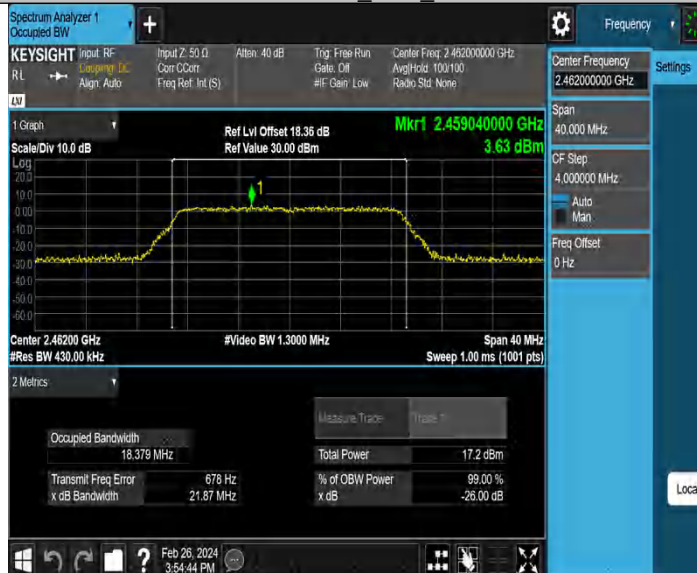 Spectrum Analyzer 1
Occupied BW
Frequency
KEYSIGHT
RL
LXI
Input: RF
Coupling: DC
Align: Auto
Input Z: 50 Ω
Corr CCorr
Freq Ref: Int (S)
Atten: 40 dB
Trig: Free Run
Gate: Off
#IF Gain: Low
Center Freq: 2.462000000 GHz
Avg|Hold: 100/100
Radio Std: None
Center Frequency
2.462000000 GHz
Settings
Span
40.000 MHz
CF Step
4.000000 MHz
Auto
Man
Freq Offset
0 Hz
1 Graph
Scale/Div 10.0 dB
Ref Lvl Offset 18.36 dB
Ref Value 30.00 dBm
Mkr1 2.459040000 GHz
3.63 dBm
Log
20.0
10.0
0.00
-10.0
-20.0
-30.0
-40.0
-50.0
-60.0
1
Center 2.46200 GHz
#Res BW 430.00 kHz
#Video BW 1.3000 MHz
Span 40 MHz
Sweep 1.00 ms (1001 pts)
2 Metrics
Measure Trace
Trace 1
Occupied Bandwidth
18.379 MHz
Total Power
17.2 dBm
Transmit Freq Error
678 Hz
% of OBW Power
99.00 %
x dB Bandwidth
21.87 MHz
x dB
-26.00 dB
Loca
?
Feb 26, 2024
3:54:44 PM